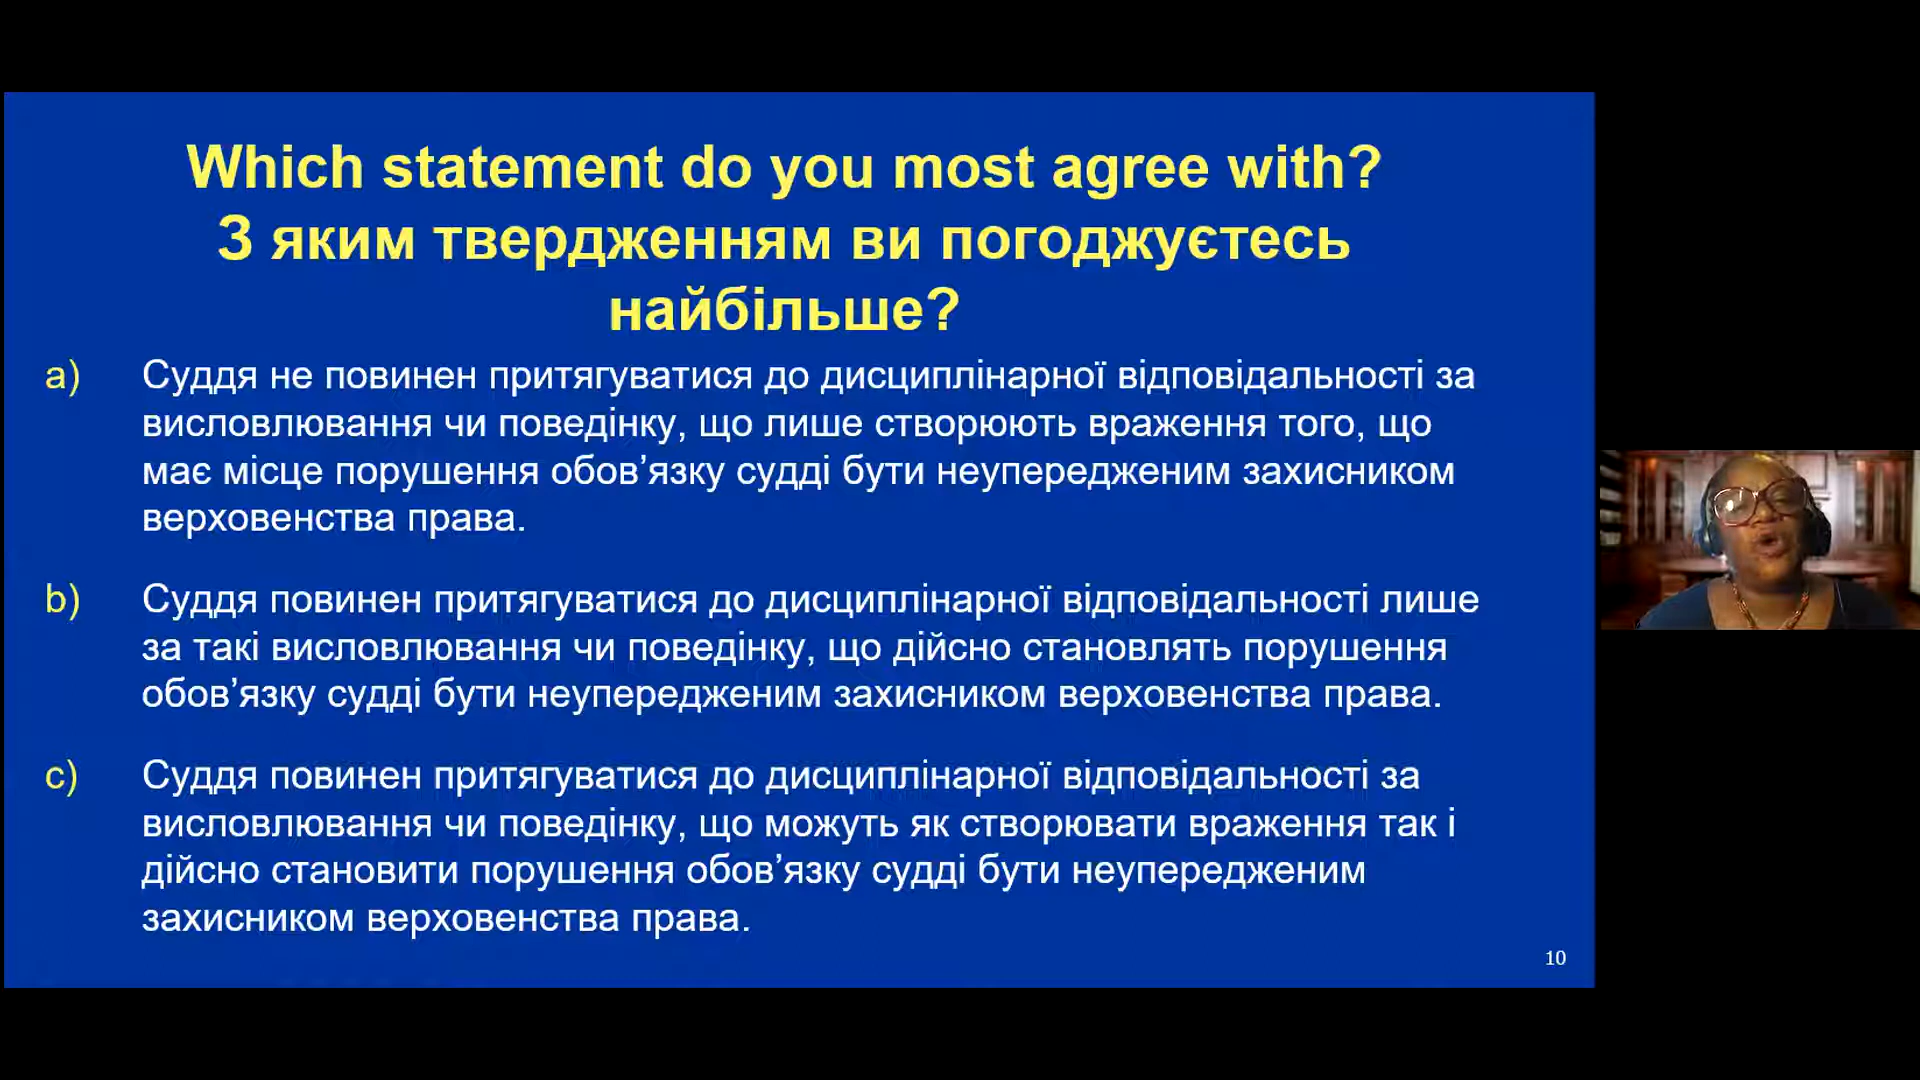 Which statement do you most agree with?
З яким твердженням ви погоджуєтесь
найбільше?
a) Суддя не повинен притягуватися до дисциплінарної відповідальності за
висловлювання чи поведінку, що лише створюють враження того, що
має місце порушення обов’язку судді бути неупередженим захисником
верховенства права.
b) Суддя повинен притягуватися до дисциплінарної відповідальності лише
за такі висловлювання чи поведінку, що дійсно становлять порушення
обов’язку судді бути неупередженим захисником верховенства права.
c) Суддя повинен притягуватися до дисциплінарної відповідальності за
висловлювання чи поведінку, що можуть як створювати враження так і
дійсно становити порушення обов’язку судді бути неупередженим
захисником верховенства права.
10